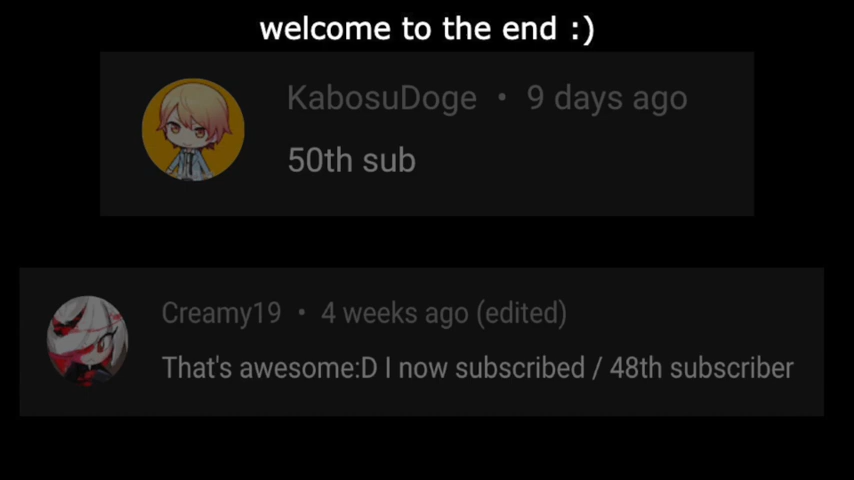 welcome to the end :)
KabosuDoge • 9 days ago
50th sub
Creamy19 • 4 weeks ago (edited)
That's awesome:D I now subscribed / 48th subscriber